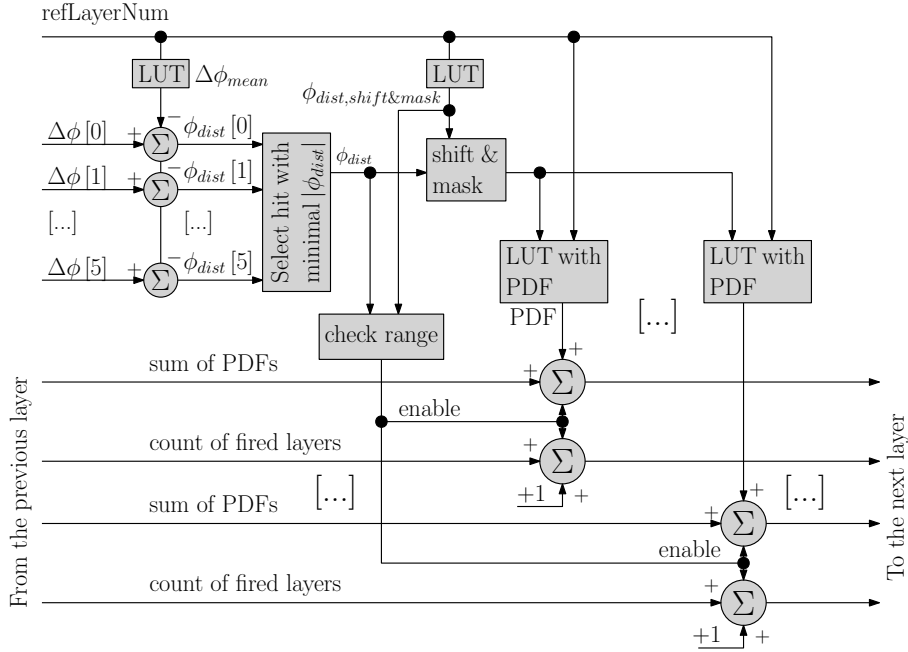 refLayerNum
LUT Δϕ_mean LUT
ϕ_dist,shift&mask
Δϕ[0] + Σ − ϕ_dist[0]
Δϕ[1] + Σ − ϕ_dist[1]
[...] [...]
Δϕ[5] + Σ − ϕ_dist[5]
Select hit with
minimal |ϕ_dist|
ϕ_dist
shift &
mask
LUT with
PDF
LUT with
PDF
PDF
[...]
check range
sum of PDFs + + Σ
enable
count of fired layers + Σ
+1 +
[...] [...]
sum of PDFs + + Σ
enable
count of fired layers + Σ
+1 +
From the previous layer
To the next layer